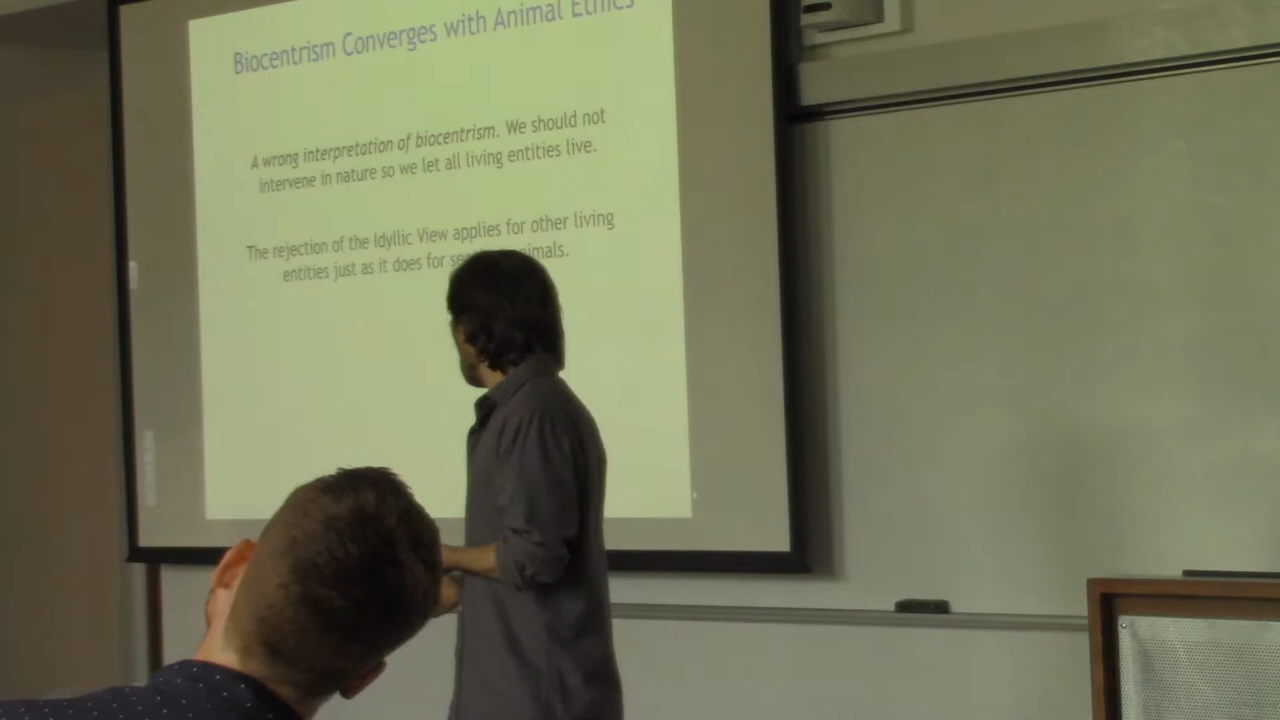 Biocentrism Converges with Animal Ethics
A wrong interpretation of biocentrism. We should not
intervene in nature so we let all living entities live.
The rejection of the Idyllic View applies for other living
entities just as it does for